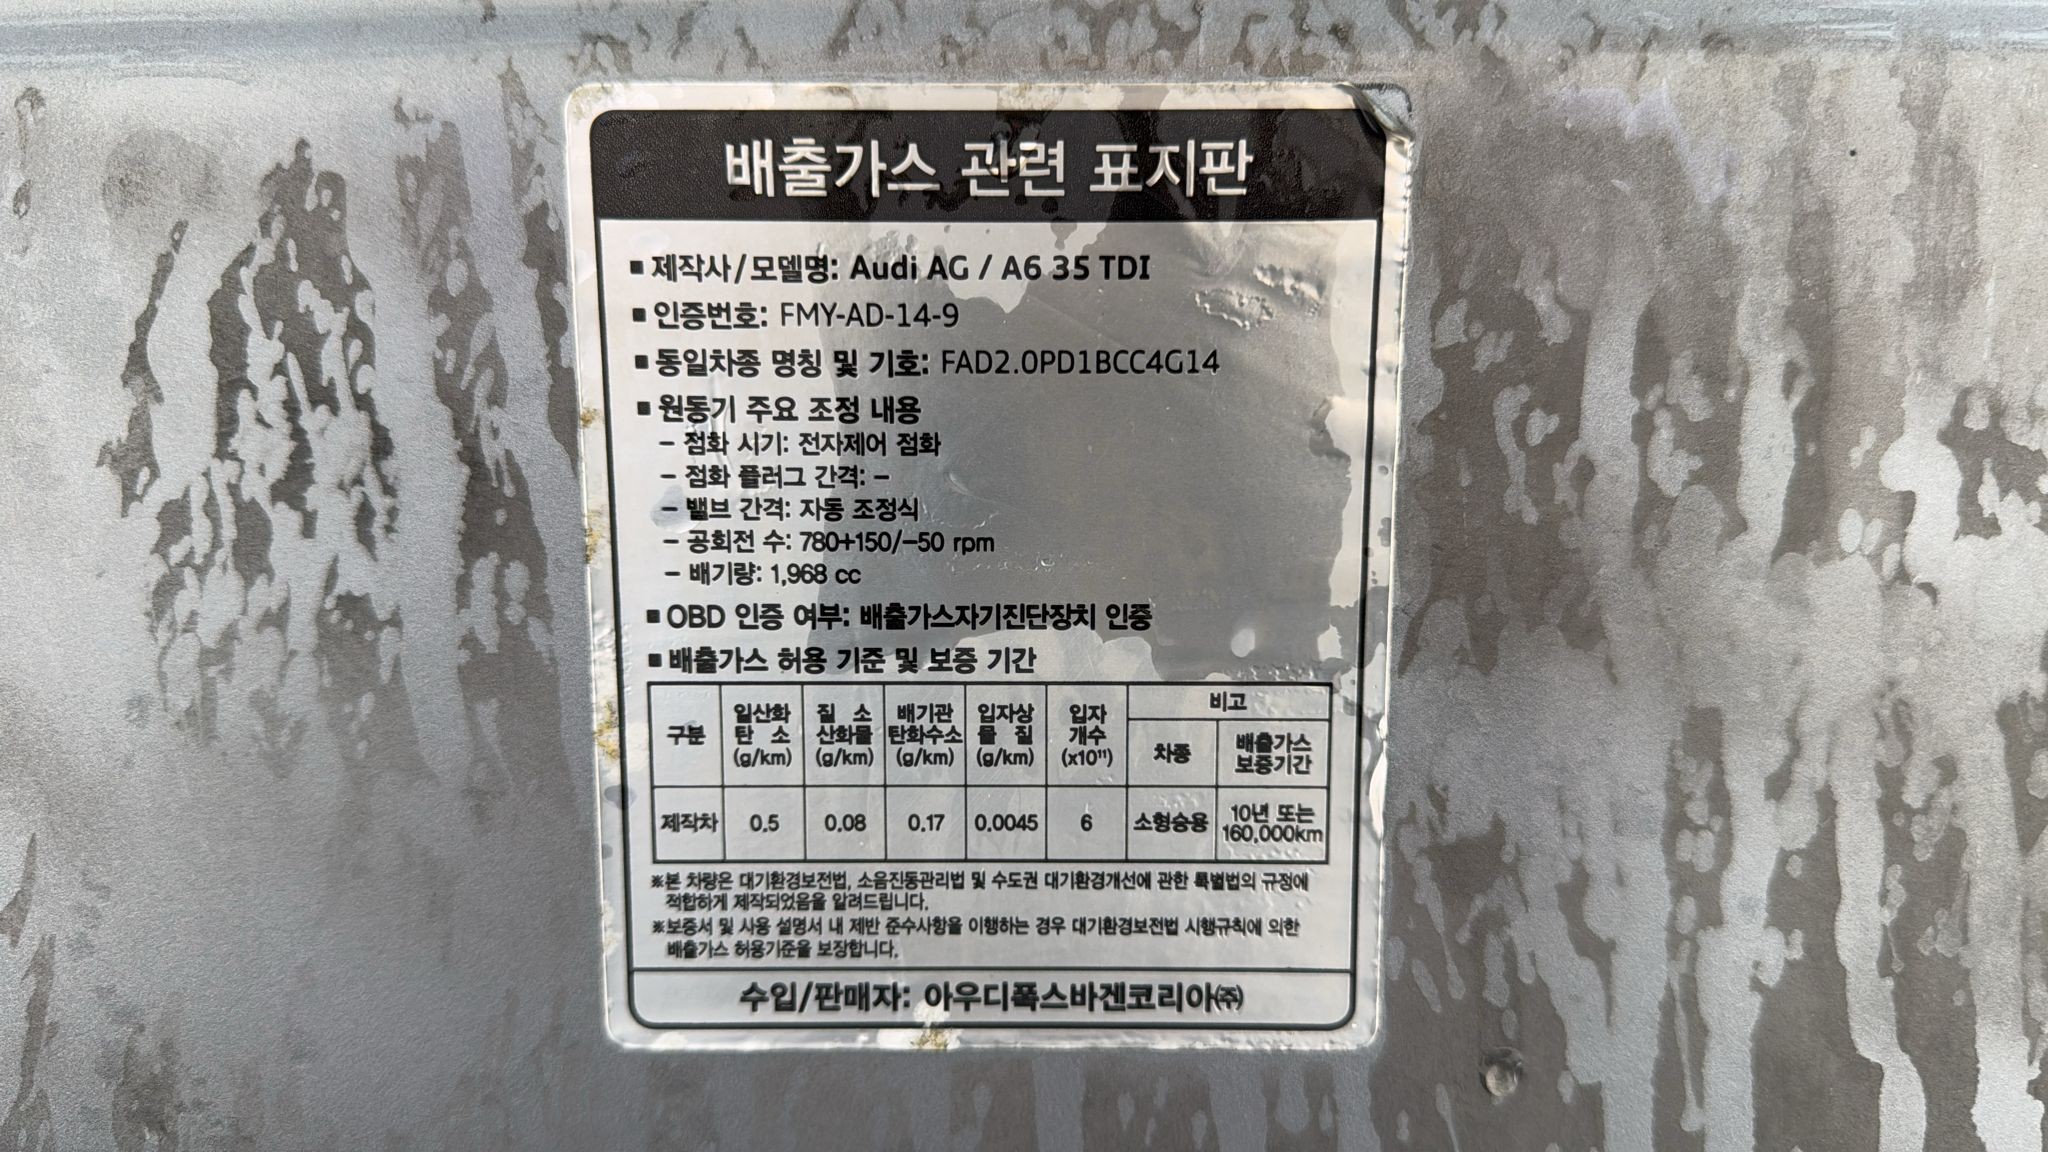 배출가스 관련 표지판
▪ 제작사/모델명: Audi AG / A6 35 TDI
▪ 인증번호: FMY-AD-14-9
▪ 동일차종 명칭 및 기호: FAD2.0PD1BCC4G14
▪ 원동기 주요 조정 내용
– 점화 시기: 전자제어 점화
– 점화 플러그 간격: –
– 밸브 간격: 자동 조정식
– 공회전 수: 780+150/-50 rpm
– 배기량: 1,968 cc
▪ OBD 인증 여부: 배출가스자기진단장치 인증
▪ 배출가스 허용 기준 및 보증 기간
구분 일산화탄소 (g/km) 질소산화물 (g/km) 배기관탄화수소 (g/km) 입자상물질 (g/km) 입자개수 (x10¹¹) 비고
차종 배출가스보증기간
제작차 0.5 0.08 0.17 0.0045 6 소형승용 10년 또는 160,000km
※본 차량은 대기환경보전법, 소음진동관리법 및 수도권 대기환경개선에 관한 특별법의 규정에
적합하게 제작되었음을 알려드립니다.
※보증서 및 사용 설명서 내 제반 준수사항을 이행하는 경우 대기환경보전법 시행규칙에 의한
배출가스 허용기준을 보장합니다.
수입/판매자: 아우디폭스바겐코리아㈜